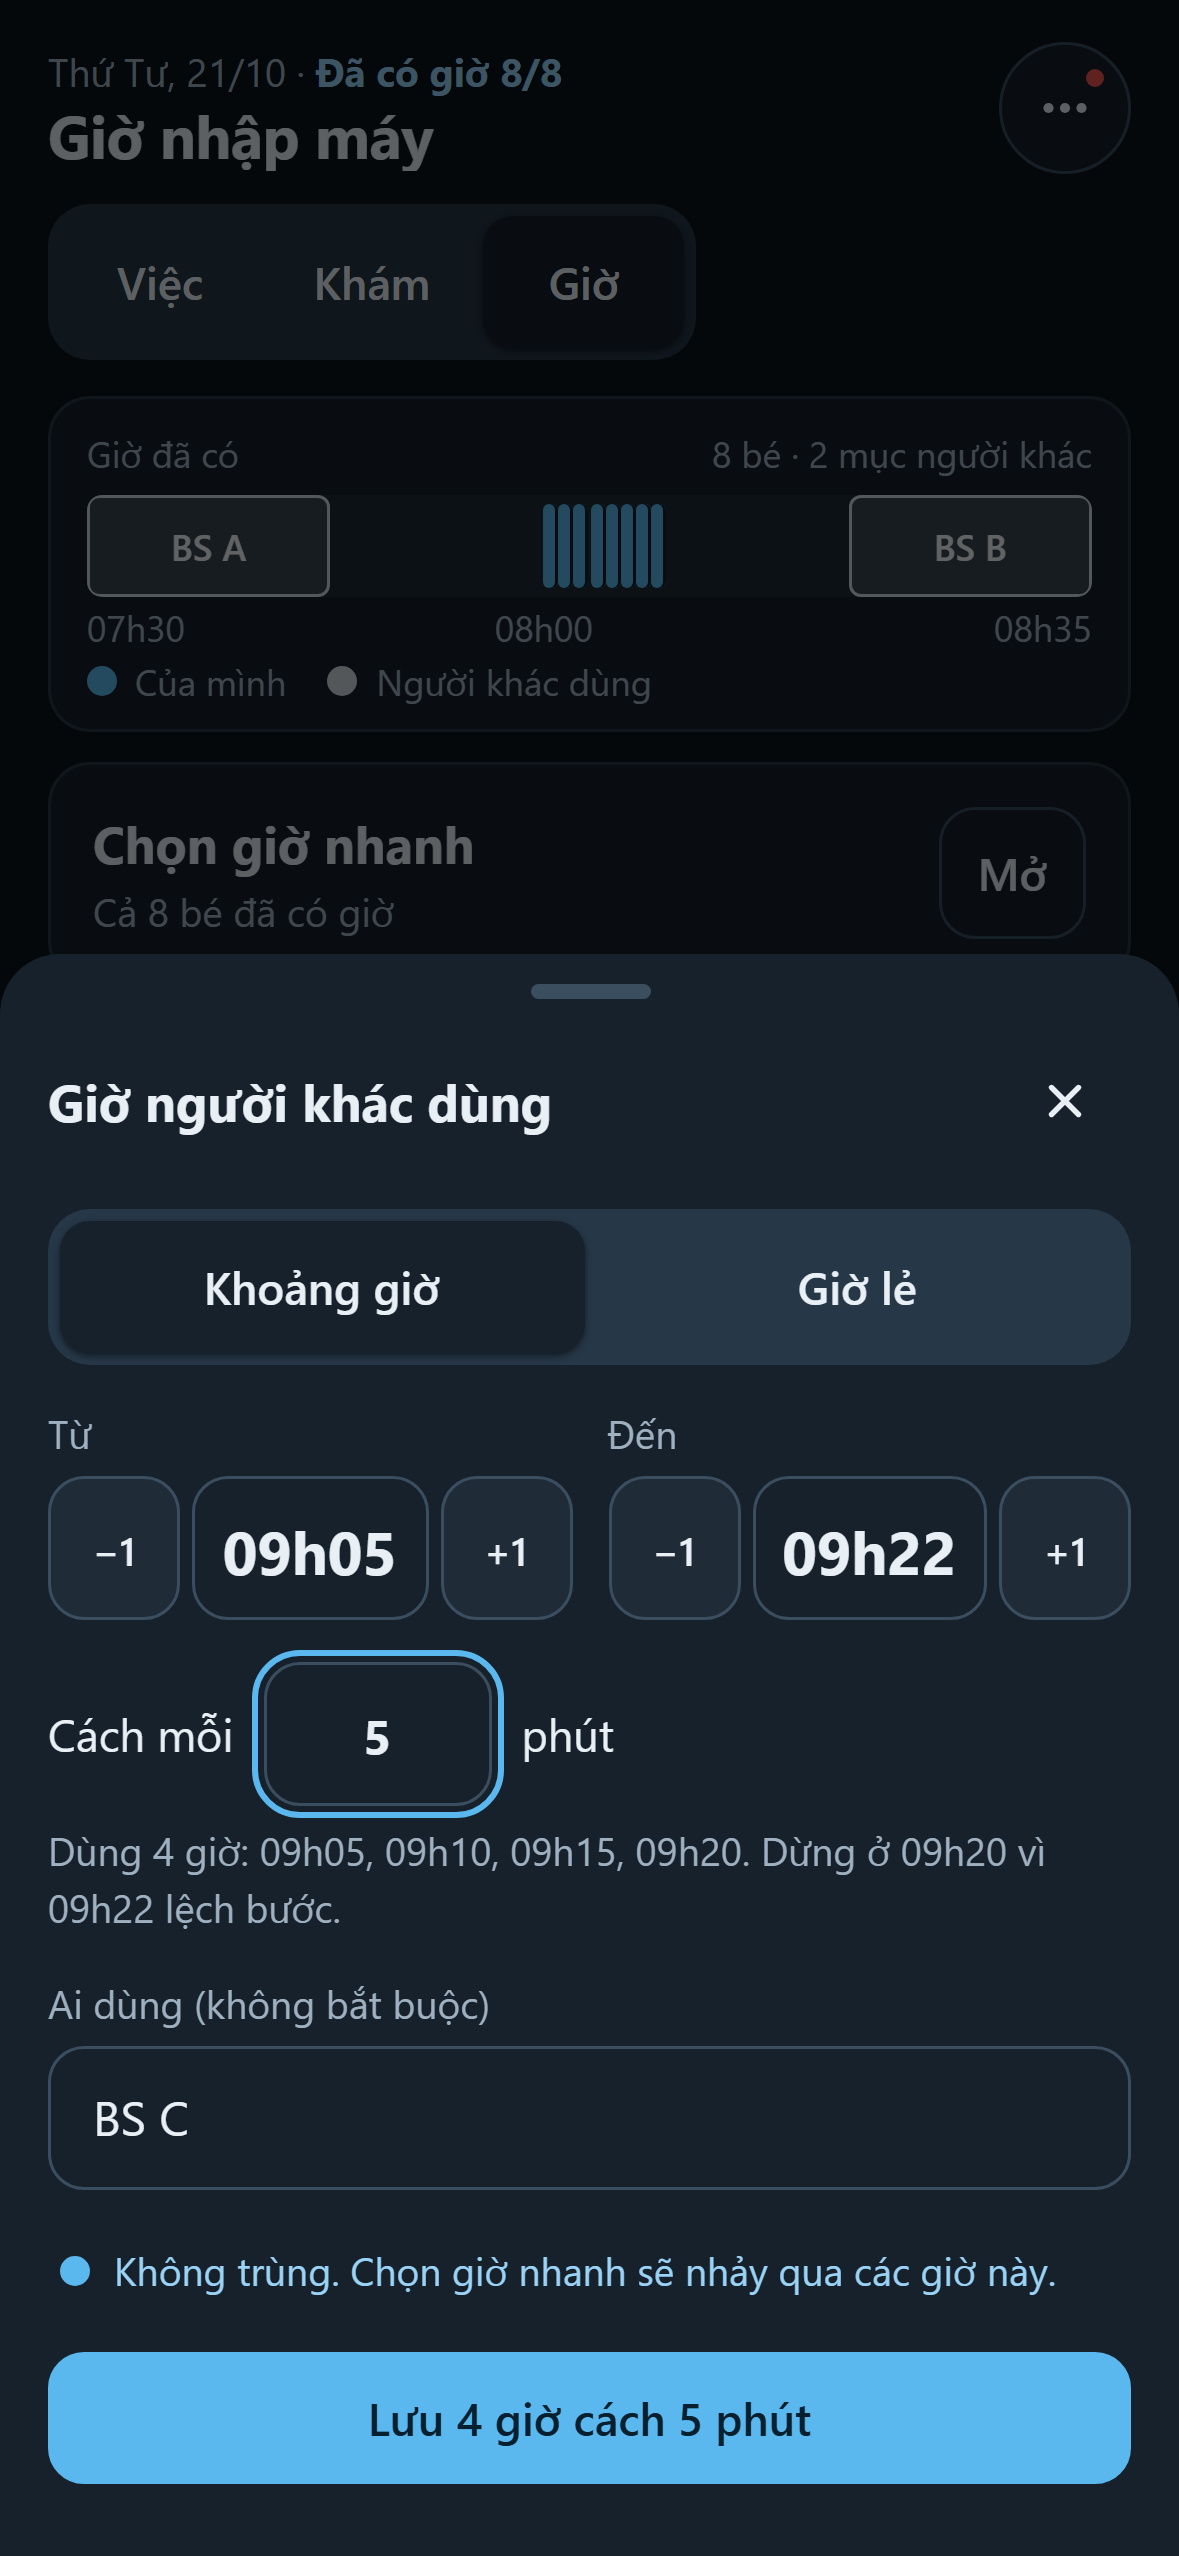 Thứ Tư, 21/10 · Đã có giờ 8/8
Giờ nhập máy
Việc Khám Giờ
Giờ đã có 8 bé · 2 mục người khác
BS A BS B
07h30 08h00 08h35
Của mình Người khác dùng
Chọn giờ nhanh
Mở
Cả 8 bé đã có giờ
Giờ người khác dùng
Khoảng giờ Giờ lẻ
Từ Đến
−1 09h05 +1 −1 09h22 +1
Cách mỗi 5 phút
Dùng 4 giờ: 09h05, 09h10, 09h15, 09h20. Dừng ở 09h20 vì
09h22 lệch bước.
Ai dùng (không bắt buộc)
BS C
Không trùng. Chọn giờ nhanh sẽ nhảy qua các giờ này.
Lưu 4 giờ cách 5 phút